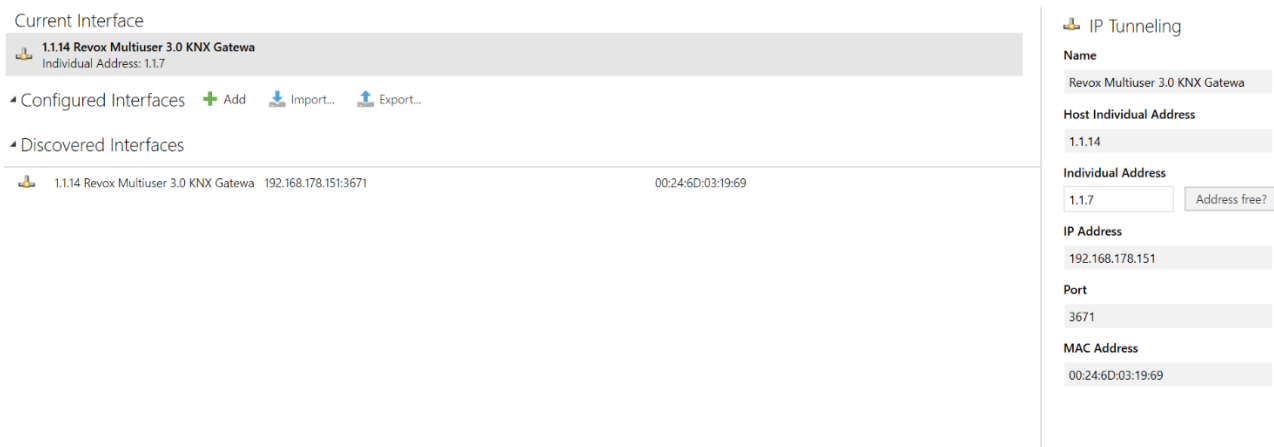 Current Interface
1.1.14 Revox Multiuser 3.0 KNX Gatewa
Individual Address: 1.1.7
Configured Interfaces Add Import... Export...
Discovered Interfaces
1.1.14 Revox Multiuser 3.0 KNX Gatewa 192.168.178.151:3671 00:24:6D:03:19:69
IP Tunneling
Name
Revox Multiuser 3.0 KNX Gatewa
Host Individual Address
1.1.14
Individual Address
1.1.7 Address free?
IP Address
192.168.178.151
Port
3671
MAC Address
00:24:6D:03:19:69